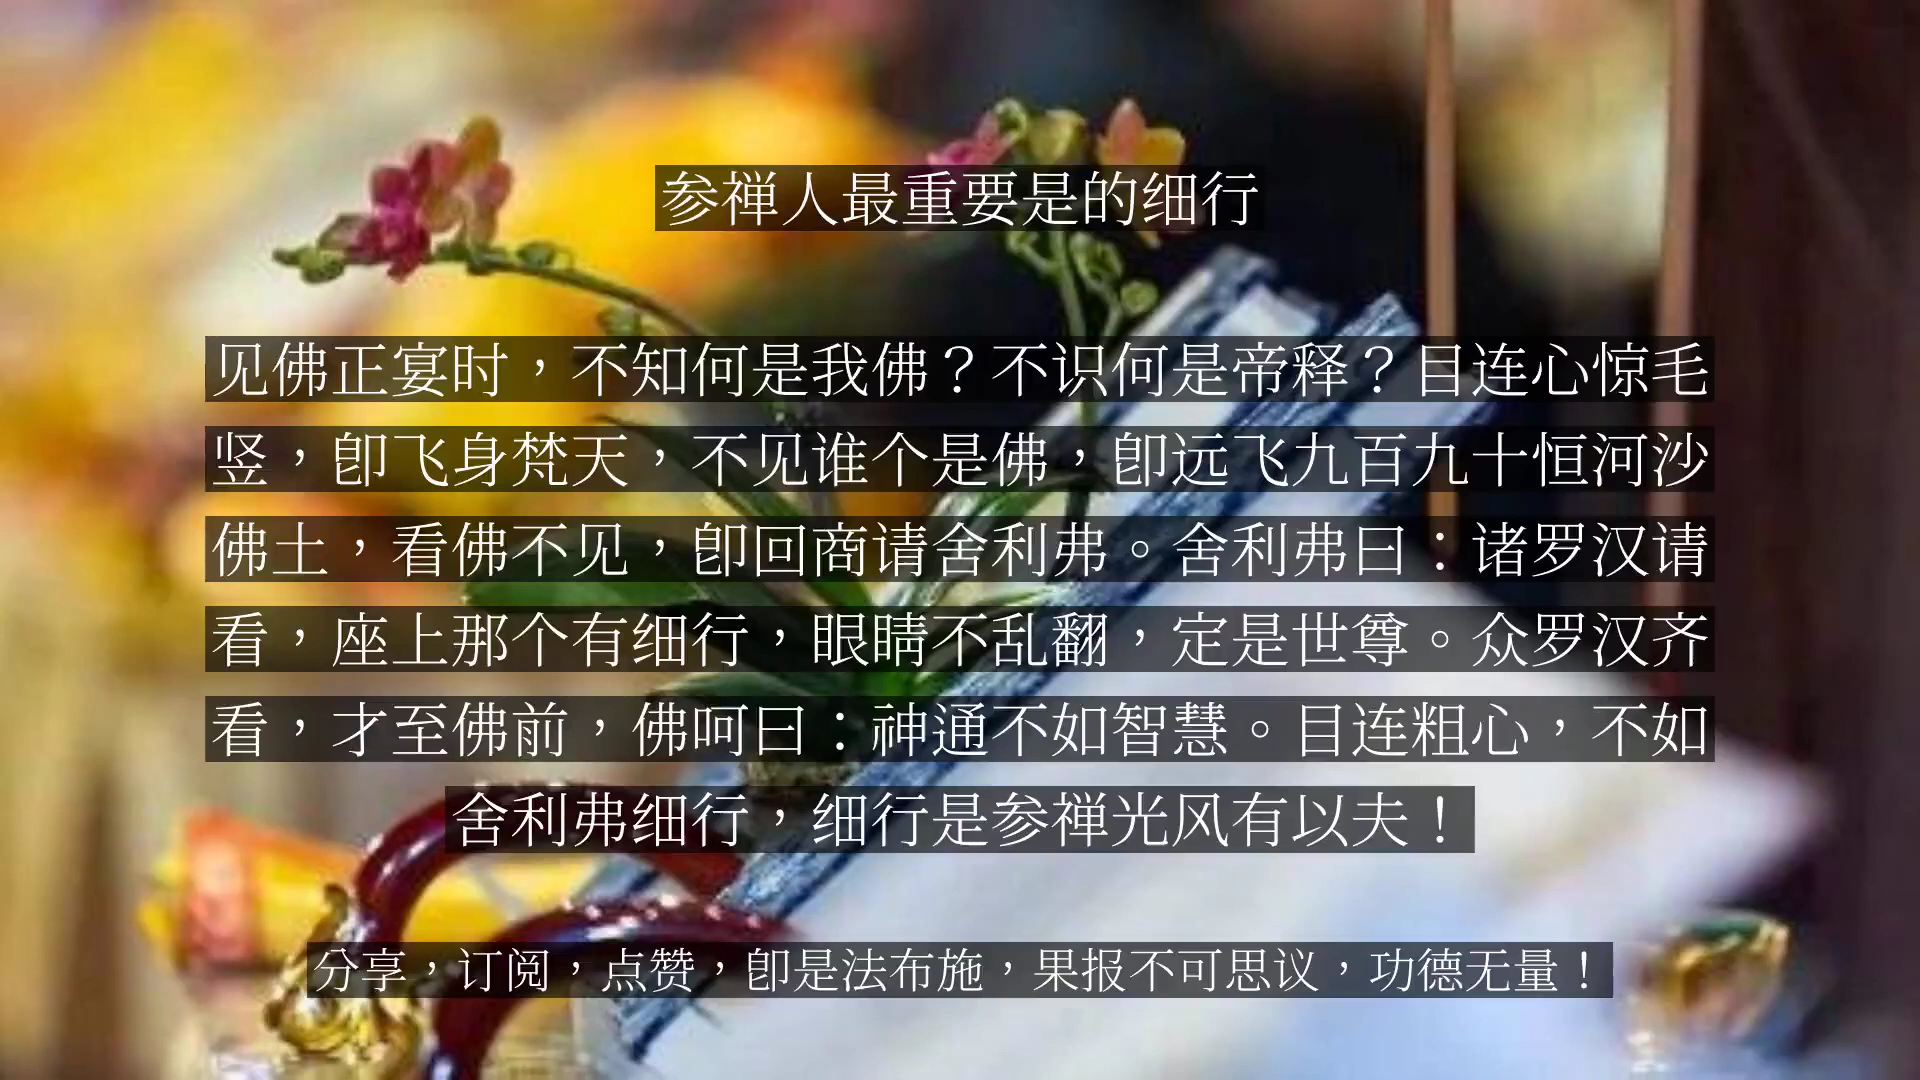 参禅人最重要是的细行
见佛正宴时，不知何是我佛？不识何是帝释？目连心惊毛
竖，卽飞身梵天，不见谁个是佛，卽远飞九百九十恒河沙
佛土，看佛不见，卽回商请舍利弗。舍利弗曰：诸罗汉请
看，座上那个有细行，眼睛不乱翻，定是世尊。众罗汉齐
看，才至佛前，佛呵曰：神通不如智慧。目连粗心，不如
舍利弗细行，细行是参禅光风有以夫！
分享，订阅，点赞，卽是法布施，果报不可思议，功德无量！